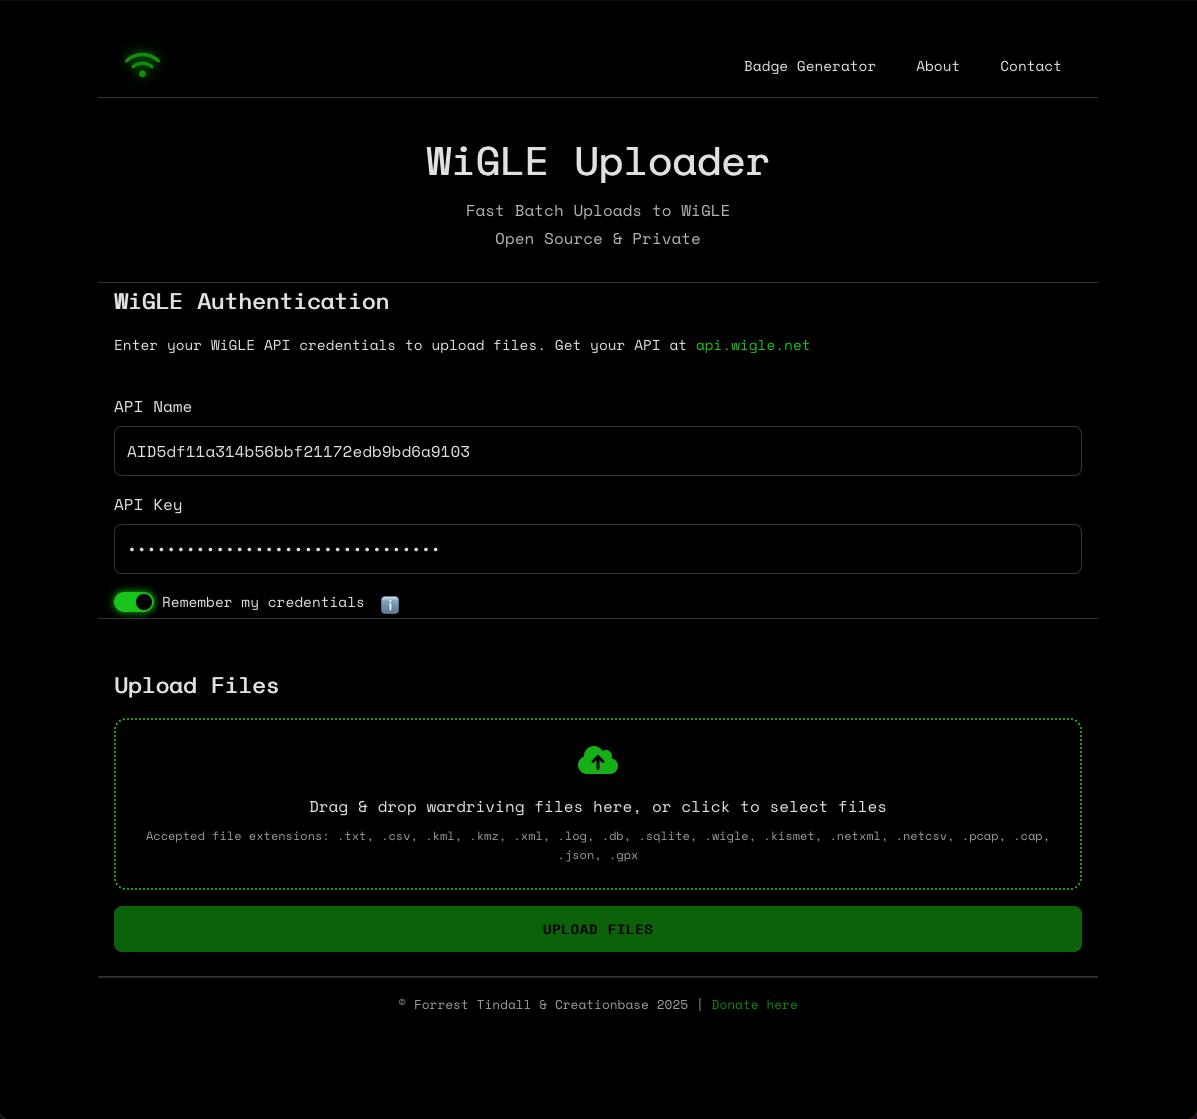 Badge Generator About Contact
WiGLE Uploader
Fast Batch Uploads to WiGLE
Open Source & Private
WiGLE Authentication
Enter your WiGLE API credentials to upload files. Get your API at api.wigle.net
API Name
AID5df11a314b56bbf21172edb9bd6a9103
API Key
••••••••••••••••••••••••••••••••
Remember my credentials ℹ️
Upload Files
Drag & drop wardriving files here, or click to select files
Accepted file extensions: .txt, .csv, .kml, .kmz, .xml, .log, .db, .sqlite, .wigle, .kismet, .netxml, .netcsv, .pcap, .cap,
.json, .gpx
UPLOAD FILES
© Forrest Tindall & Creationbase 2025 | Donate here